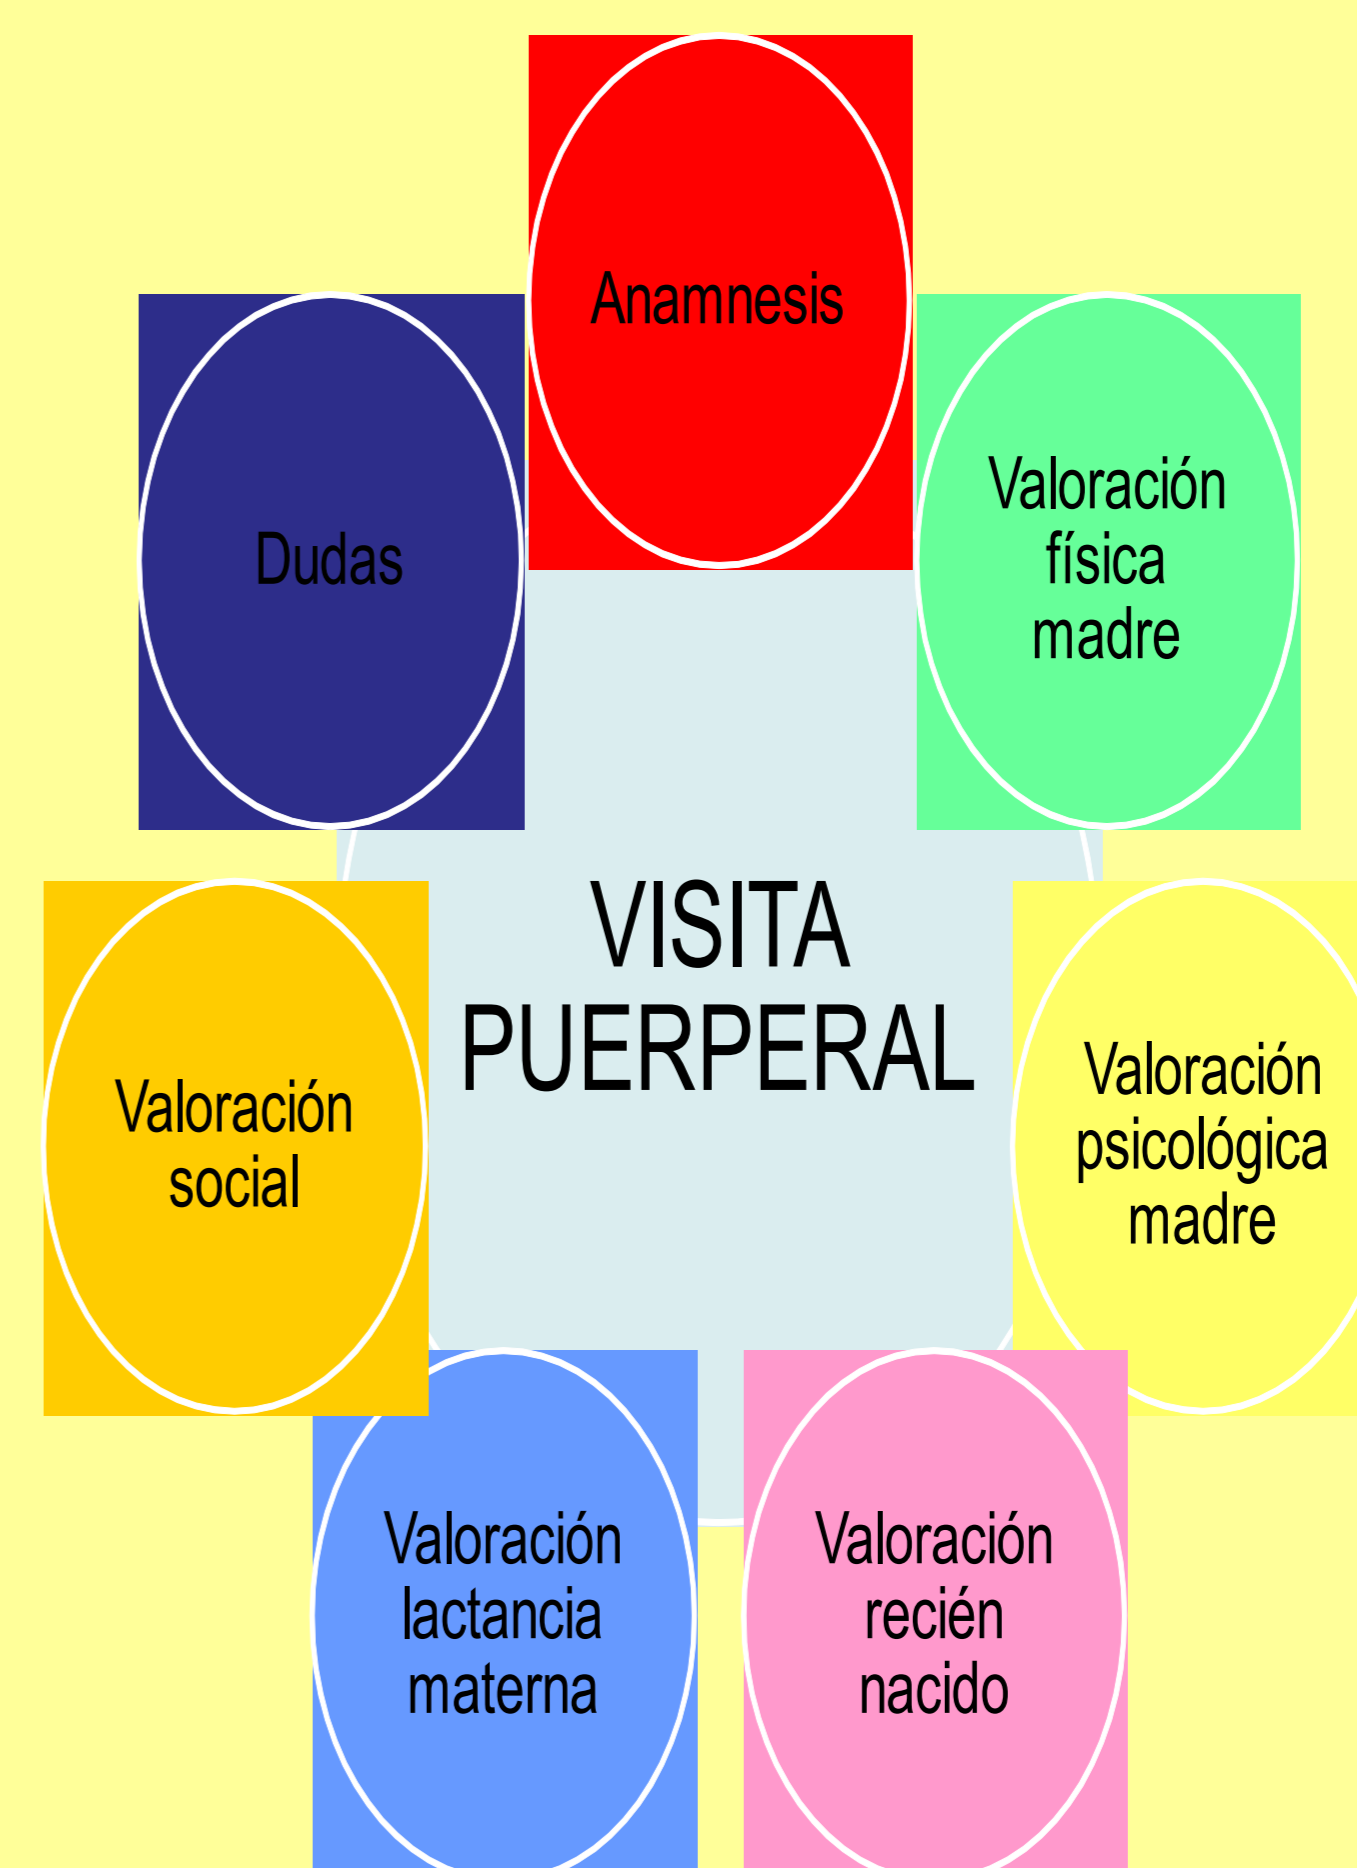 Anamnesis
Valoración
física
madre
Dudas
VISITA
PUERPERAL
Valoración
psicológica
madre
Valoración
social
Valoración
lactancia
materna
Valoración
recién
nacido